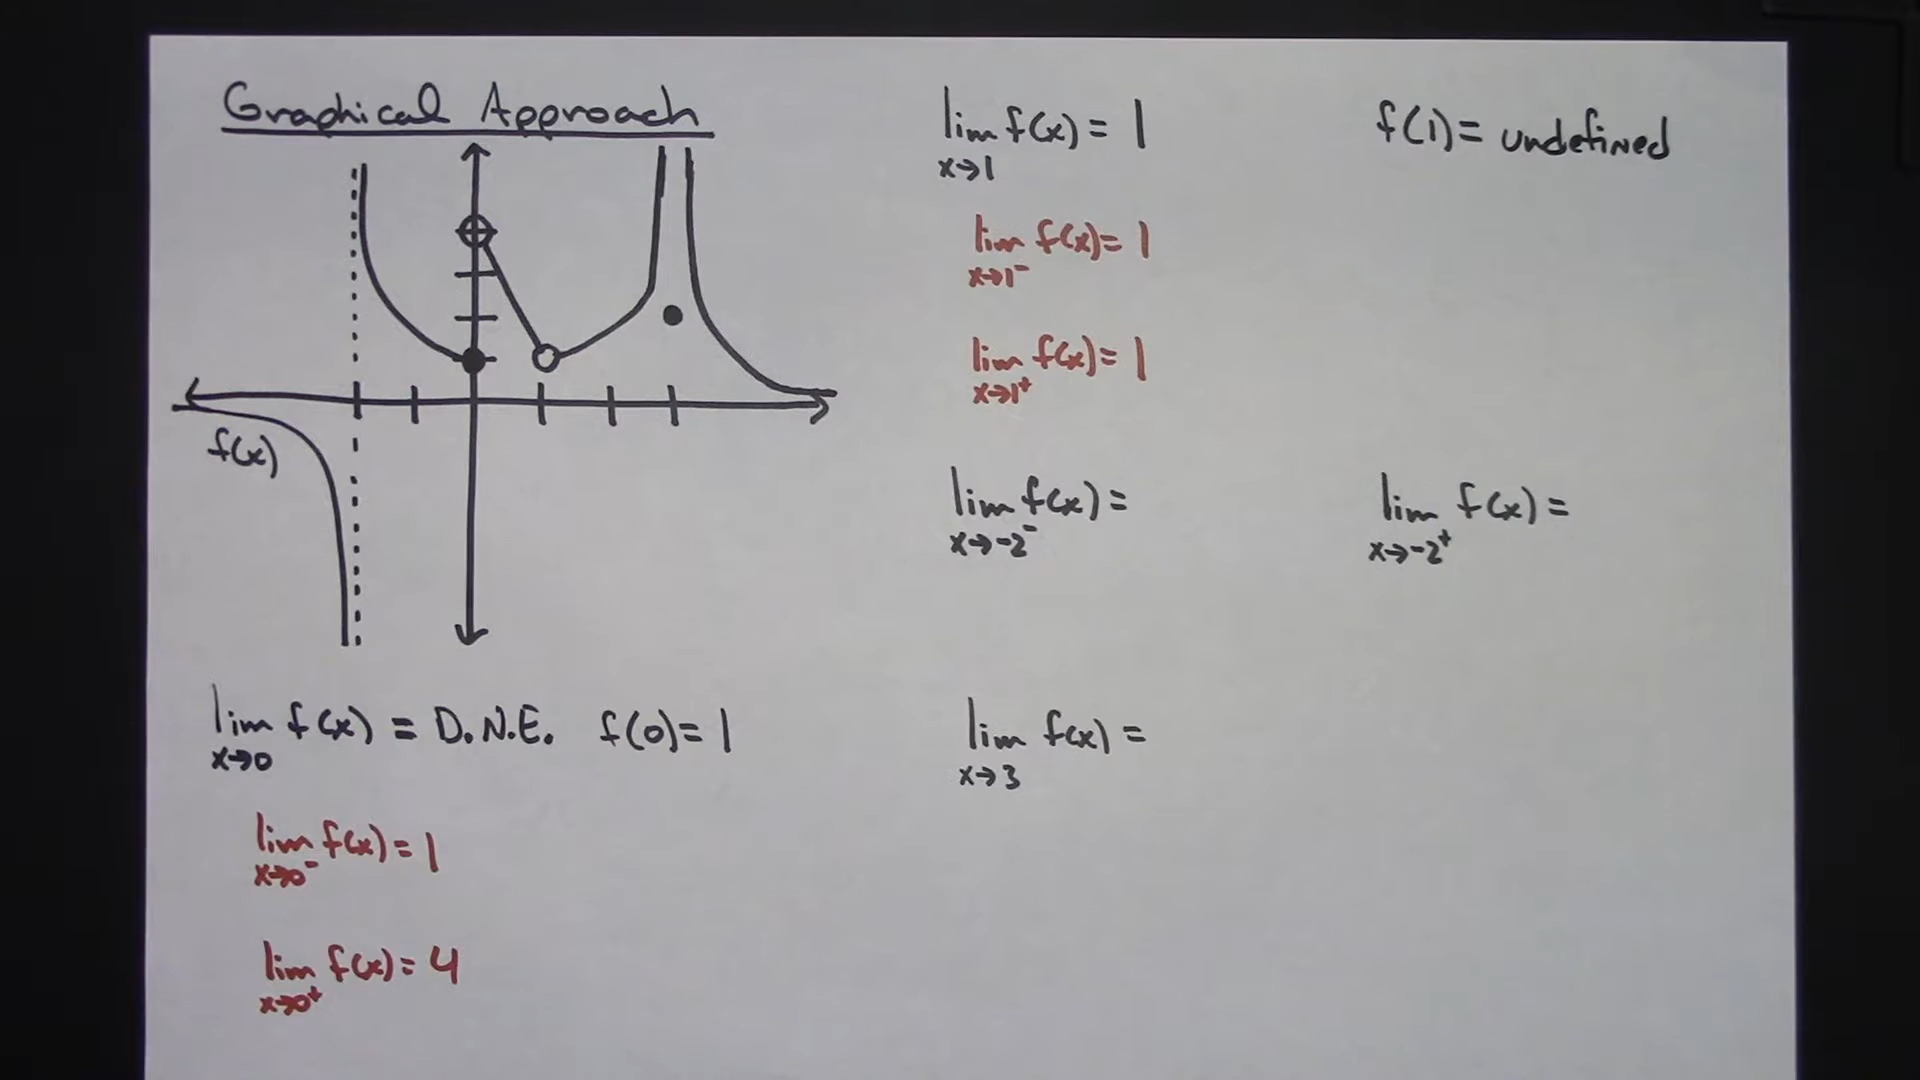 Graphical Approach
f(x)
lim f(x) = D.N.E. f(0) = 1
x→0
lim f(x) = 1
x→0⁻
lim f(x) = 4
x→0⁺
lim f(x) = 1
x→1
f(1) = undefined
lim f(x) = 1
x→1⁻
lim f(x) = 1
x→1⁺
lim f(x) =
x→-2⁻
lim f(x) =
x→-2⁺
lim f(x) =
x→3